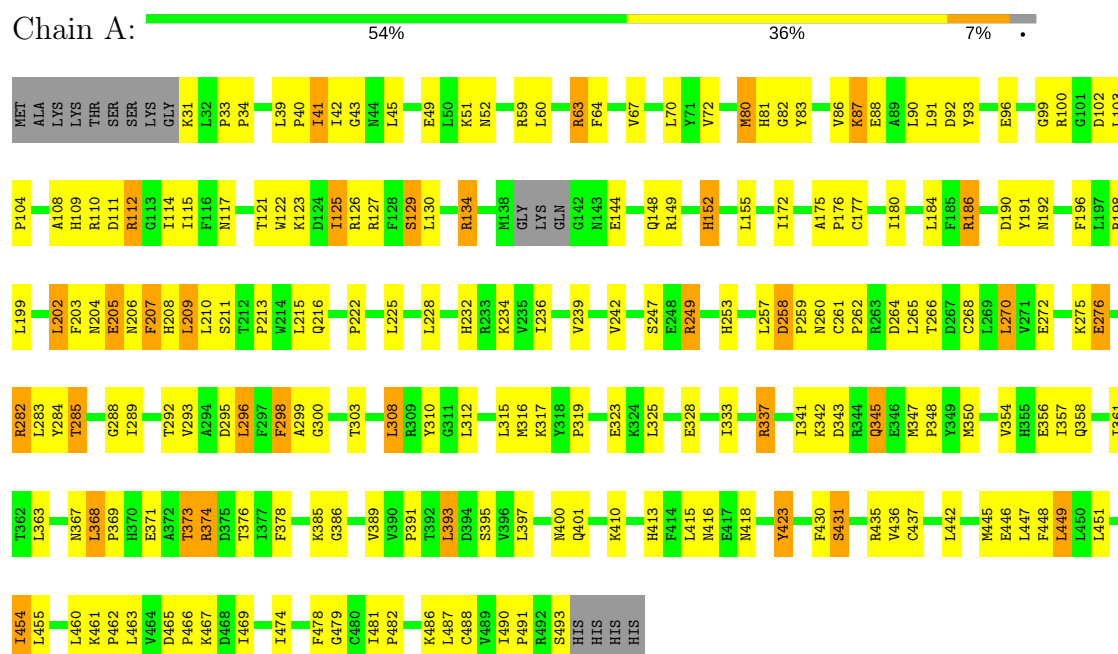 Chain A:
54% 36% 7% •
MET ALA LYS LYS THR SER SER LYS GLY K31 L32 P33 P34 L39 P40 I41 I42 G43 N44 L45 E49 L50 K51 N52 R59 L60 R63 F64 V67 L70 Y71 V72 M80 H81 G82 Y83 V86 K87 E88 A89 L90 L91 D92 Y93 E96 G99 R100 G101 D102 L103
P104 A108 H109 R110 D111 R112 G113 I114 I115 F116 N117 T121 W122 K123 D124 I125 R126 R127 F128 S129 L130 R134 M138 GLY LYS GLN G142 N143 E144 Q148 R149 H152 L155 I172 A175 P176 C177 I180 L184 F185 R186 D190 Y191 N192 F196 L197 R198
L199 L202 F203 N204 E205 N206 F207 H208 L209 L210 S211 T212 P213 W214 L215 Q216 P222 L225 L228 H232 R233 K234 V235 I236 V239 V242 S247 E248 R249 H253 L257 D258 P259 N260 C261 P262 R263 D264 L265 T266 D267 C268 L269 L270 V271 E272 K275 E276
R282 L283 Y284 T285 G288 I289 T292 V293 A294 D295 L296 F297 F298 A299 G300 T303 L308 R309 Y310 G311 L312 L315 M316 K317 Y318 P319 E323 K324 L325 E328 I333 R337 I341 K342 D343 R344 Q345 E346 M347 P348 Y349 M350 V354 H355 E356 I357 Q358 I361
T362 L363 N367 L368 P369 H370 E371 A372 T373 R374 D375 T376 I377 F378 K385 G386 V389 V390 P391 T392 L393 D394 S395 V396 L397 N400 Q401 K410 H413 F414 L415 N416 E417 N418 Y423 F430 S431 R435 V436 C437 L442 M445 E446 L447 F448 L449 L450 L451
I454 L455 L460 K461 P462 L463 V464 D465 P466 K467 D468 I469 I474 F478 G479 C480 I481 P482 K486 L487 C488 V489 I490 P491 R492 S493 HIS HIS HIS HIS